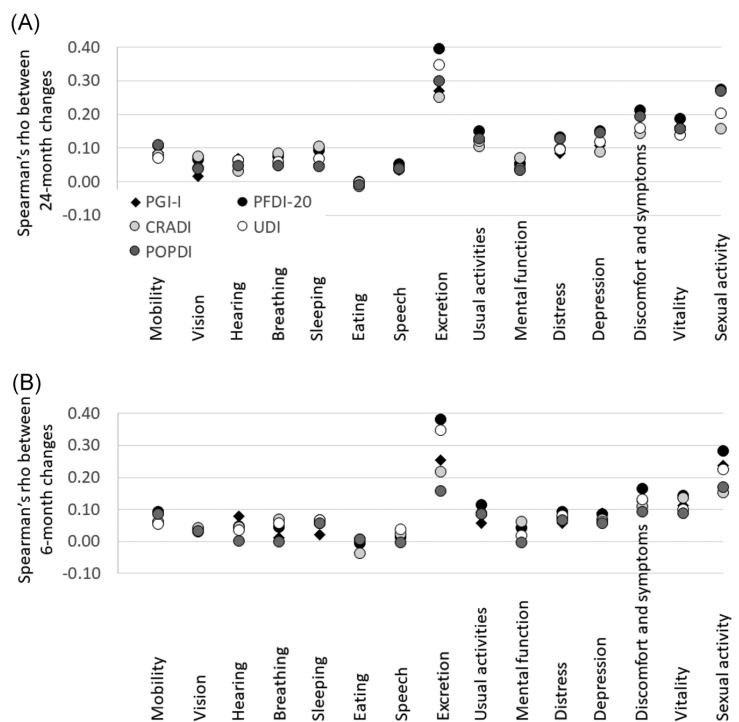 (A)
Spearman's rho between
24-month changes
0.40
0.30
0.20
0.10
0.00
-0.10
PGI-I
PFDI-20
CRADI
UDI
POPDI
Mobility
Vision
Hearing
Breathing
Sleeping
Eating
Speech
Excretion
Usual activities
Mental function
Distress
Depression
Discomfort and symptoms
Vitality
Sexual activity
(B)
Spearman's rho between
6-month changes
0.40
0.30
0.20
0.10
0.00
-0.10
Mobility
Vision
Hearing
Breathing
Sleeping
Eating
Speech
Excretion
Usual activities
Mental function
Distress
Depression
Discomfort and symptoms
Vitality
Sexual activity